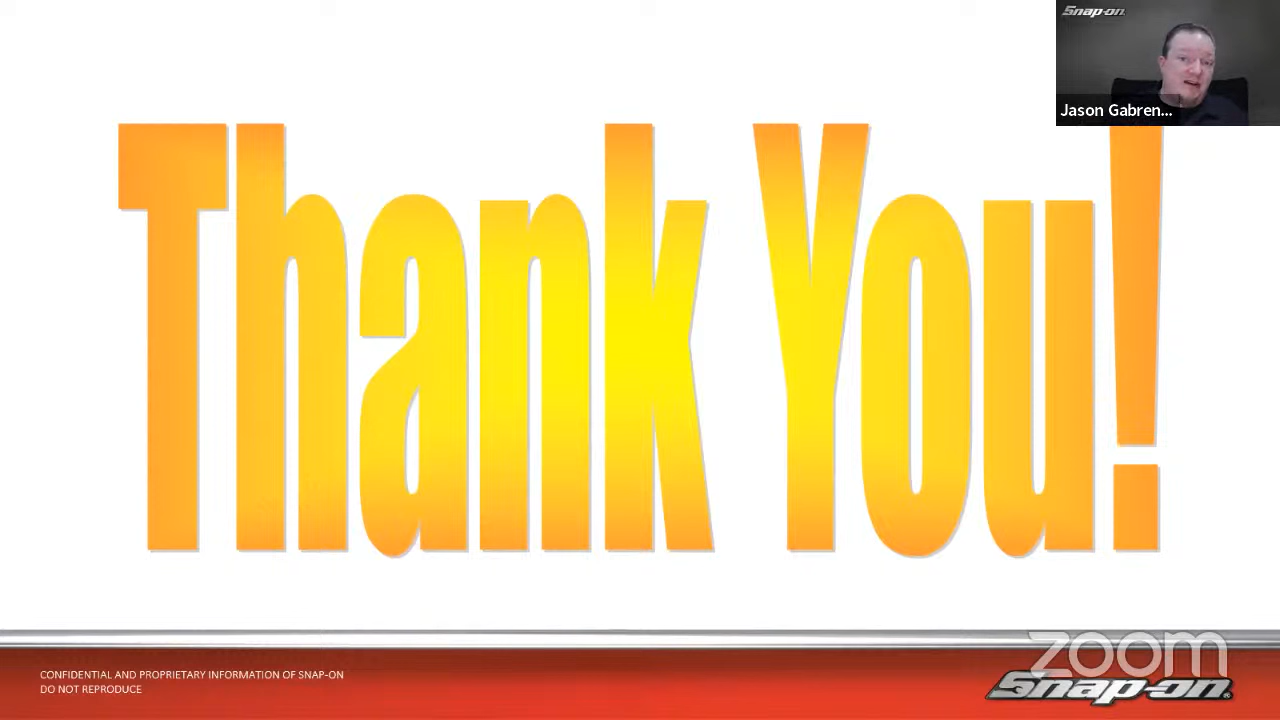 Snap-on
Jason Gabren...
Thank You!
CONFIDENTIAL AND PROPRIETARY INFORMATION OF SNAP-ON
DO NOT REPRODUCE
zoom
Snap-on®